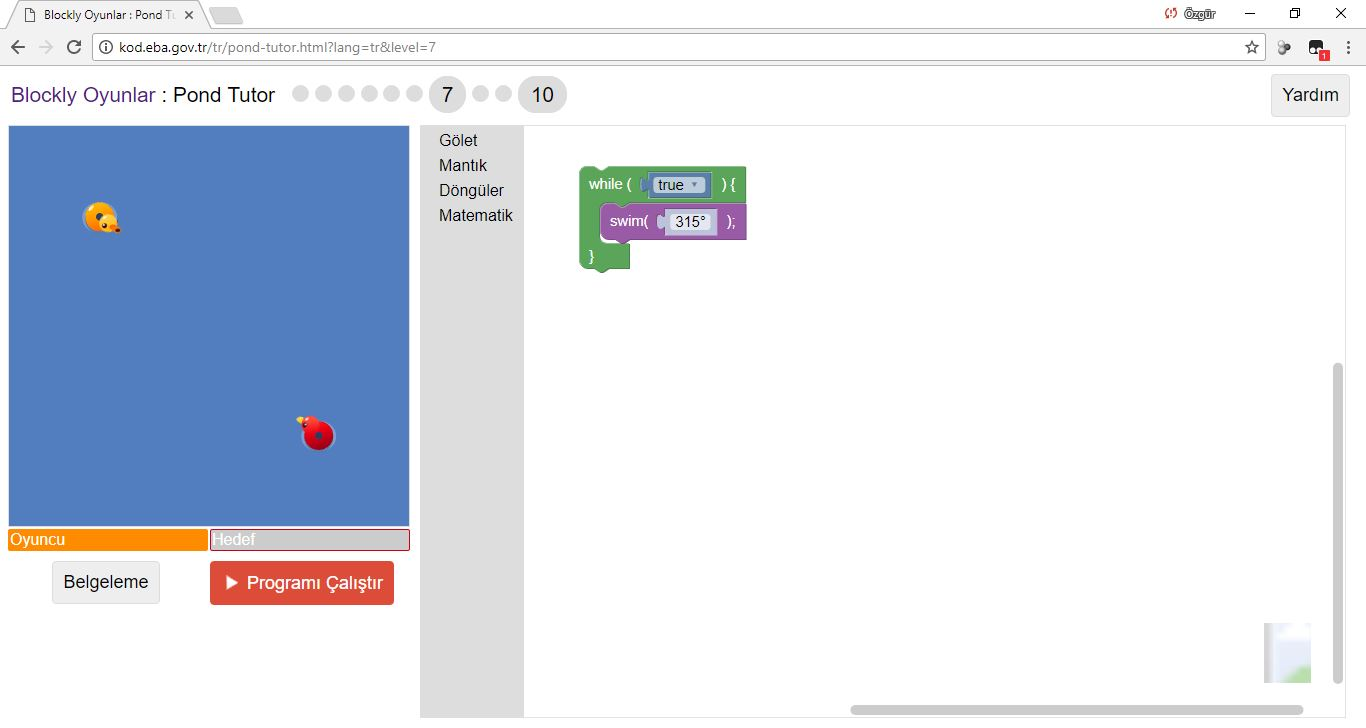 Blockly Oyunlar : Pond Tu
Özgür
kod.eba.gov.tr/tr/pond-tutor.html?lang=tr&level=7
1
Blockly Oyunlar : Pond Tutor
7
10
Yardım
Gölet
Mantık
Döngüler
Matematik
while ( true ▾ ) {
swim( 315° );
}
Oyuncu
Hedef
Belgeleme
Programı Çalıştır